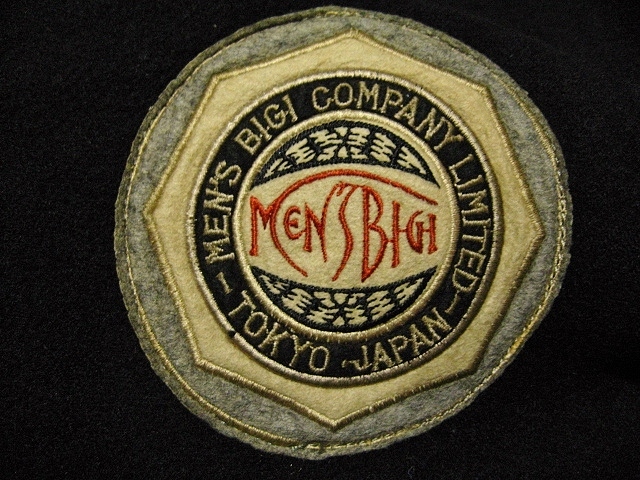 MEN'S BIGI COMPANY LIMITED
MEN'S BIGI
TOKYO JAPAN